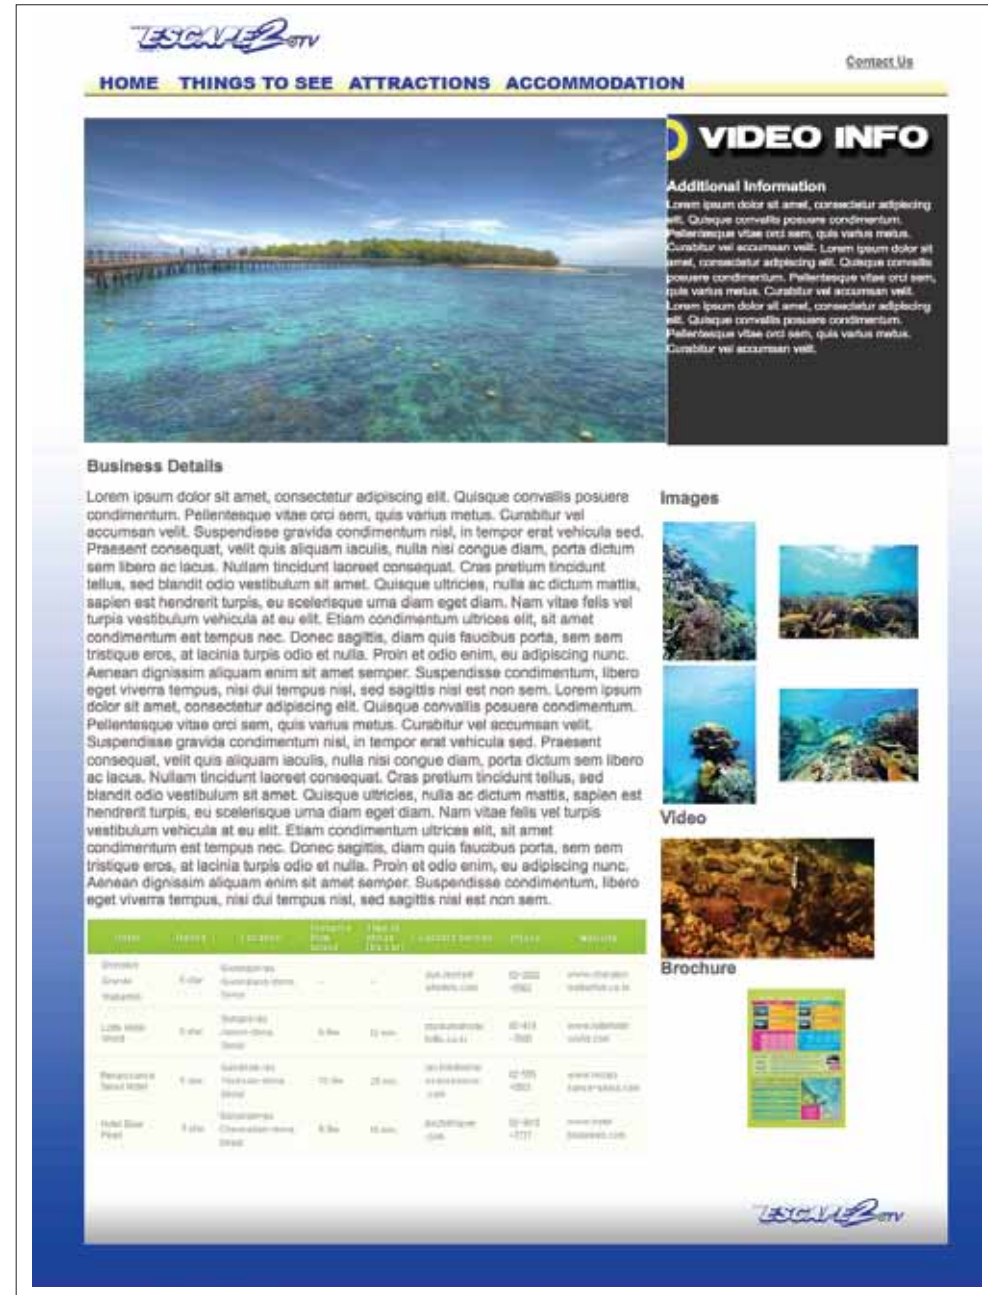 ESCAPE2 TV
Contact Us
HOME THINGS TO SEE ATTRACTIONS ACCOMMODATION
VIDEO INFO
Additional Information
Lorem ipsum dolor sit amet, consectetur adipiscing
elit. Quisque convallis posuere condimentum.
Pellentesque vitae orci sem, quis varius metus.
Curabitur vel accumsan velit. Lorem ipsum dolor sit
amet, consectetur adipiscing elit. Quisque convallis
posuere condimentum. Pellentesque vitae orci sem,
quis varius metus. Curabitur vel accumsan velit.
Lorem ipsum dolor sit amet, consectetur adipiscing
elit. Quisque convallis posuere condimentum.
Pellentesque vitae orci sem, quis varius metus.
Curabitur vel accumsan velit.
Business Details
Lorem ipsum dolor sit amet, consectetur adipiscing elit. Quisque convallis posuere
condimentum. Pellentesque vitae orci sem, quis varius metus. Curabitur vel
accumsan velit. Suspendisse gravida condimentum nisl, in tempor erat vehicula sed.
Praesent consequat, velit quis aliquam iaculis, nulla nisi congue diam, porta dictum
sem libero ac lacus. Nullam tincidunt laoreet consequat. Cras pretium tincidunt
tellus, sed blandit odio vestibulum sit amet. Quisque ultricies, nulla ac dictum mattis,
sapien est hendrerit turpis, eu scelerisque urna diam eget diam. Nam vitae felis vel
turpis vestibulum vehicula at eu elit. Etiam condimentum ultrices elit, sit amet
condimentum est tempus nec. Donec sagittis, diam quis faucibus porta, sem sem
tristique eros, at lacinia turpis odio et nulla. Proin et odio enim, eu adipiscing nunc.
Aenean dignissim aliquam enim sit amet semper. Suspendisse condimentum, libero
eget viverra tempus, nisi dui tempus nisl, sed sagittis nisl est non sem. Lorem ipsum
dolor sit amet, consectetur adipiscing elit. Quisque convallis posuere condimentum.
Pellentesque vitae orci sem, quis varius metus. Curabitur vel accumsan velit.
Suspendisse gravida condimentum nisl, in tempor erat vehicula sed. Praesent
consequat, velit quis aliquam iaculis, nulla nisi congue diam, porta dictum sem libero
ac lacus. Nullam tincidunt laoreet consequat. Cras pretium tincidunt tellus, sed
blandit odio vestibulum sit amet. Quisque ultricies, nulla ac dictum mattis, sapien est
hendrerit turpis, eu scelerisque urna diam eget diam. Nam vitae felis vel turpis
vestibulum vehicula at eu elit. Etiam condimentum ultrices elit, sit amet
condimentum est tempus nec. Donec sagittis, diam quis faucibus porta, sem sem
tristique eros, at lacinia turpis odio et nulla. Proin et odio enim, eu adipiscing nunc.
Aenean dignissim aliquam enim sit amet semper. Suspendisse condimentum, libero
eget viverra tempus, nisi dui tempus nisl, sed sagittis nisl est non sem.
Images
Video
Brochure
ESCAPE2 TV